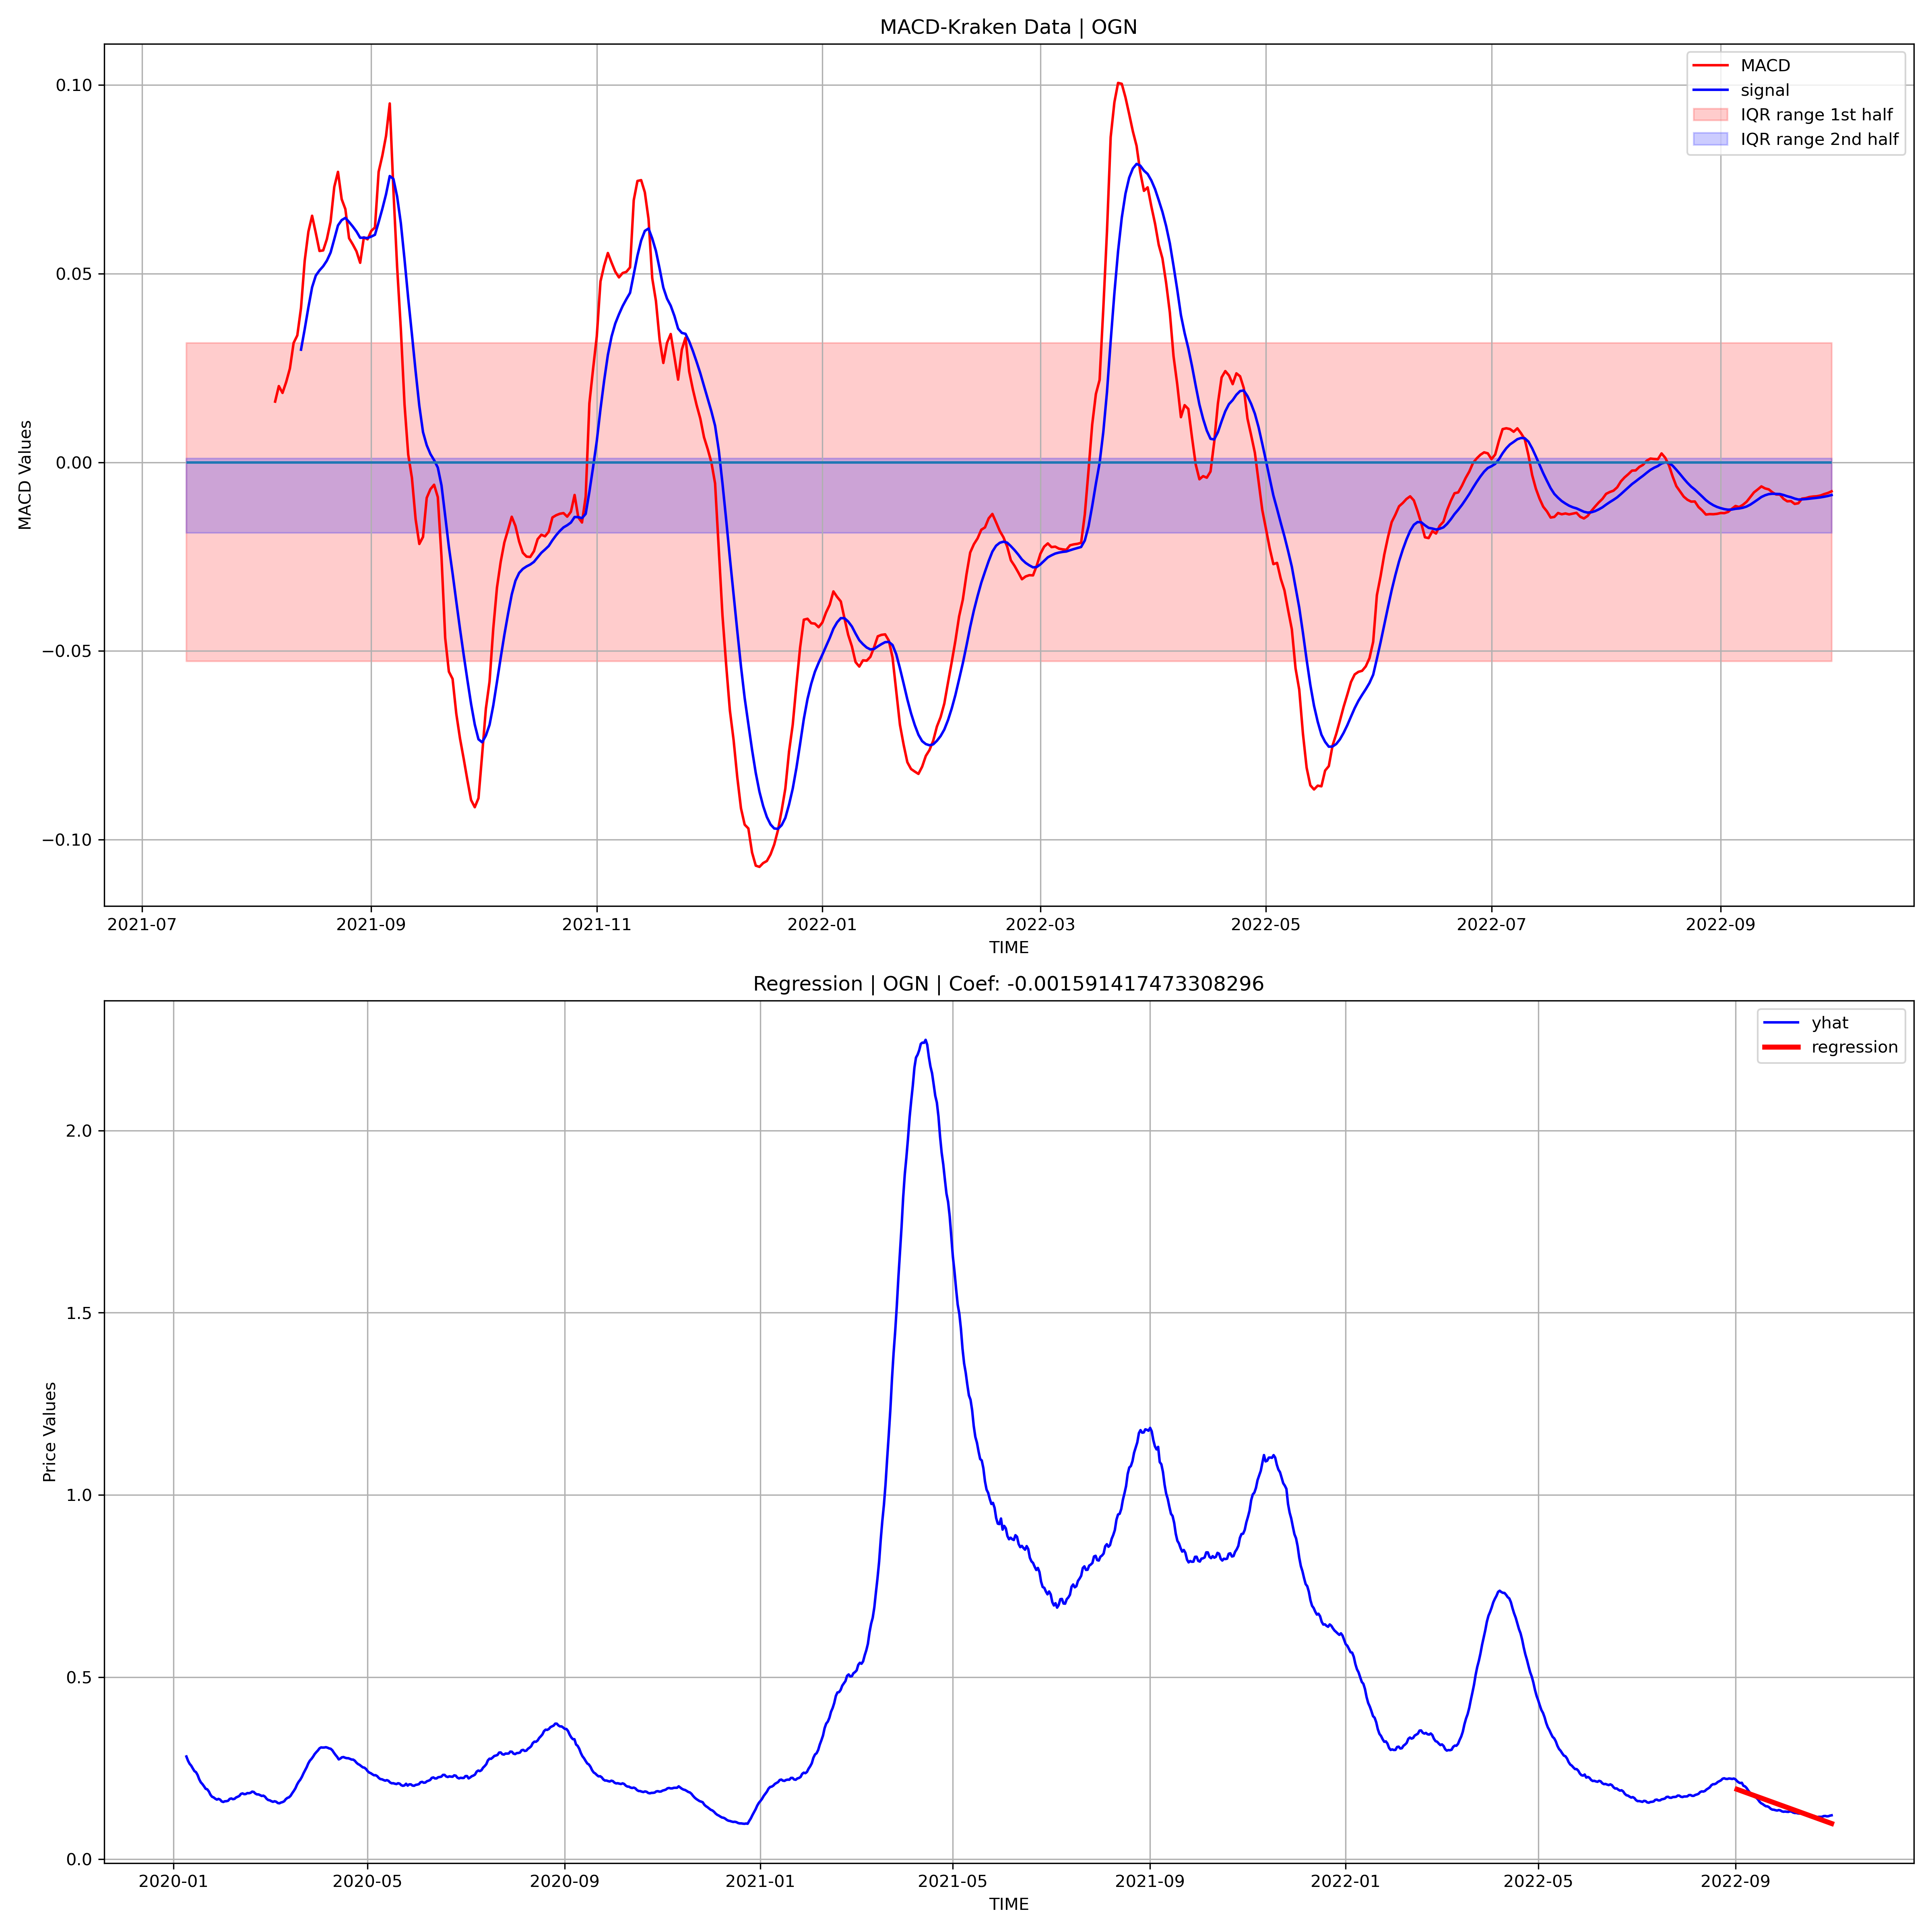 MACD-Kraken Data | OGN
MACD
signal
IQR range 1st half
IQR range 2nd half
0.10
0.05
0.00
−0.05
−0.10
MACD Values
2021-07 2021-09 2021-11 2022-01 2022-03 2022-05 2022-07 2022-09
TIME
Regression | OGN | Coef: -0.001591417473308296
yhat
regression
2.0
1.5
1.0
0.5
0.0
Price Values
2020-01 2020-05 2020-09 2021-01 2021-05 2021-09 2022-01 2022-05 2022-09
TIME